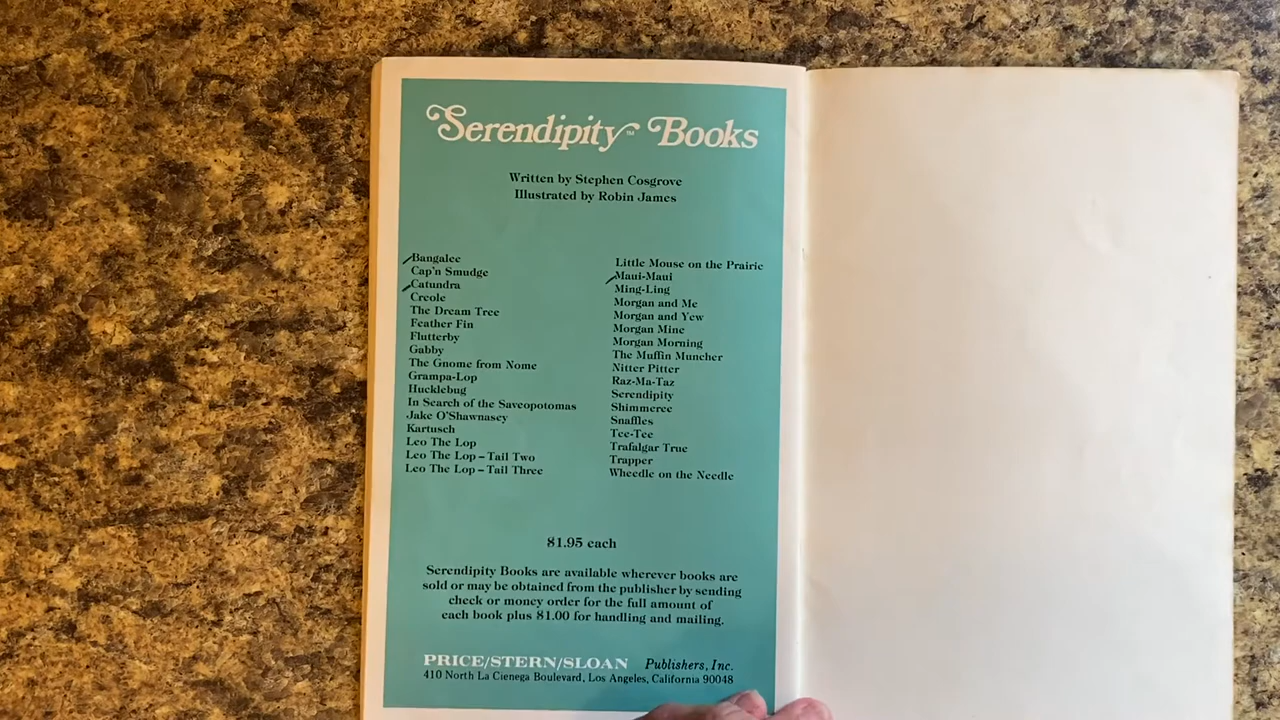 Serendipity™ Books
Written by Stephen Cosgrove
Illustrated by Robin James
Bangalee
Cap'n Smudge
Catundra
Creole
The Dream Tree
Feather Fin
Flutterby
Gabby
The Gnome from Nome
Grampa-Lop
Hucklebug
In Search of the Saveopotomas
Jake O'Shawnasey
Kartusch
Leo The Lop
Leo The Lop – Tail Two
Leo The Lop – Tail Three
Little Mouse on the Prairie
Maui-Maui
Ming-Ling
Morgan and Me
Morgan and Yew
Morgan Mine
Morgan Morning
The Muffin Muncher
Nitter Pitter
Raz-Ma-Taz
Serendipity
Shimmeree
Snaffles
Tee-Tee
Trafalgar True
Trapper
Wheedle on the Needle
$1.95 each
Serendipity Books are available wherever books are
sold or may be obtained from the publisher by sending
check or money order for the full amount of
each book plus $1.00 for handling and mailing.
PRICE/STERN/SLOAN Publishers, Inc.
410 North La Cienega Boulevard, Los Angeles, California 90048